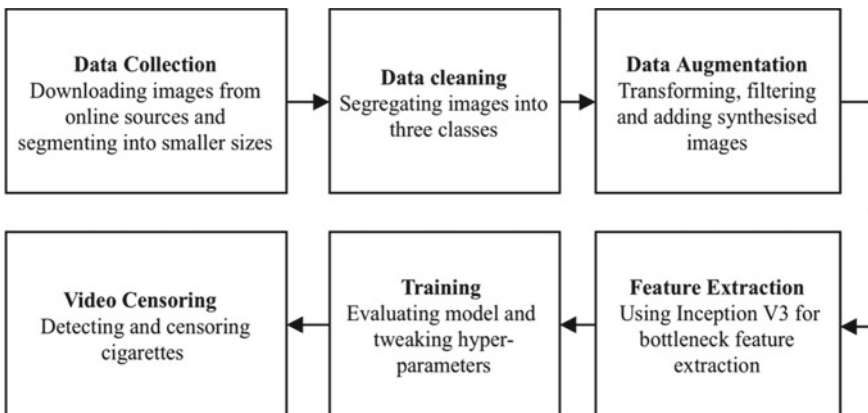 Data Collection
Downloading images from
online sources and
segmenting into smaller sizes
Data cleaning
Segregating images into
three classes
Data Augmentation
Transforming, filtering
and adding synthesised
images
Feature Extraction
Using Inception V3 for
bottleneck feature
extraction
Training
Evaluating model and
tweaking hyper-
parameters
Video Censoring
Detecting and censoring
cigarettes